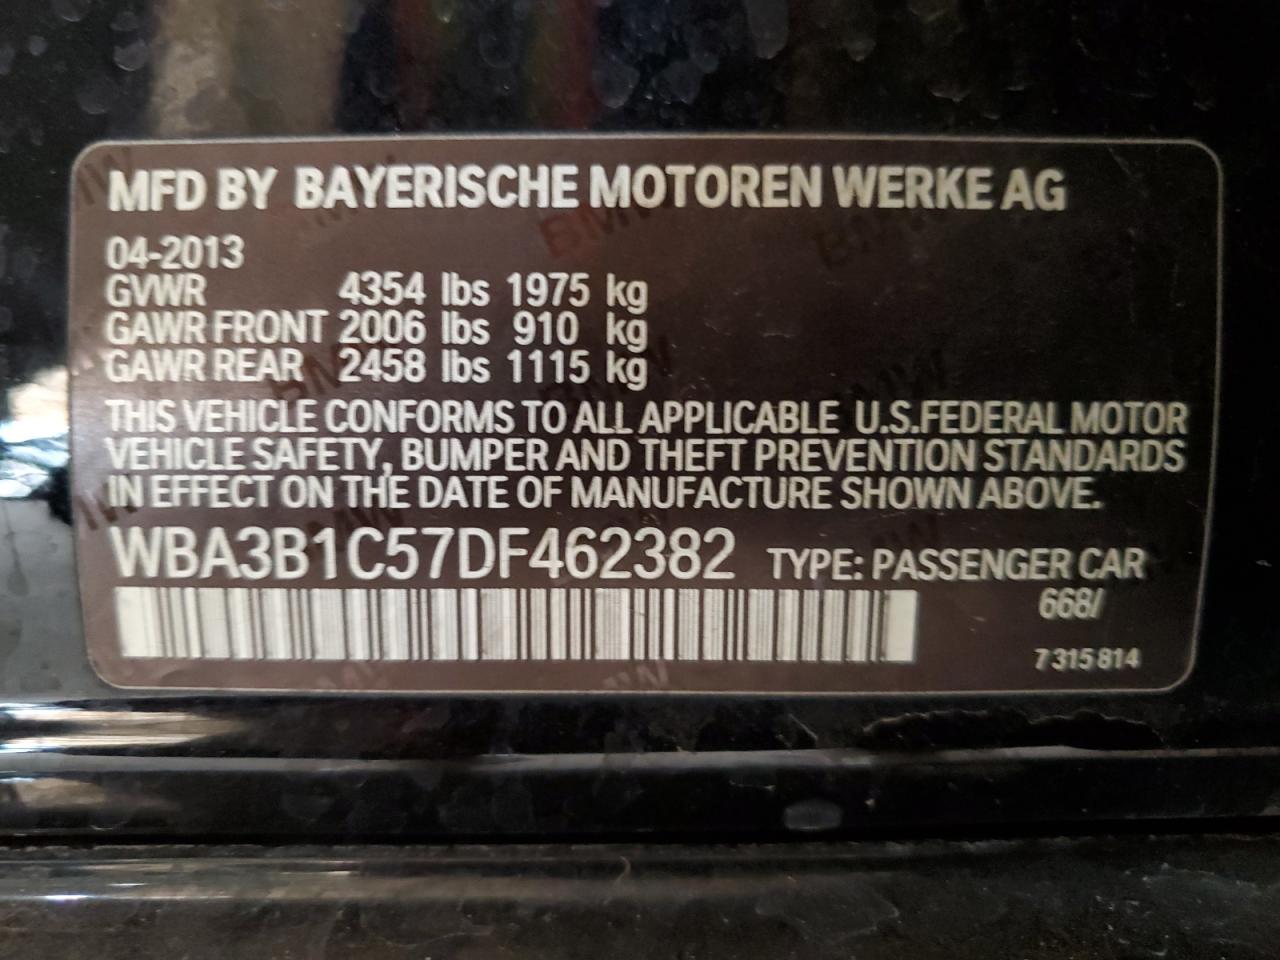 MFD BY BAYERISCHE MOTOREN WERKE AG
04-2013
GVWR 4354 lbs 1975 kg
GAWR FRONT 2006 lbs 910 kg
GAWR REAR 2458 lbs 1115 kg
THIS VEHICLE CONFORMS TO ALL APPLICABLE U.S.FEDERAL MOTOR
VEHICLE SAFETY, BUMPER AND THEFT PREVENTION STANDARDS
IN EFFECT ON THE DATE OF MANUFACTURE SHOWN ABOVE.
WBA3B1C57DF462382 TYPE: PASSENGER CAR
668/
7 315 814